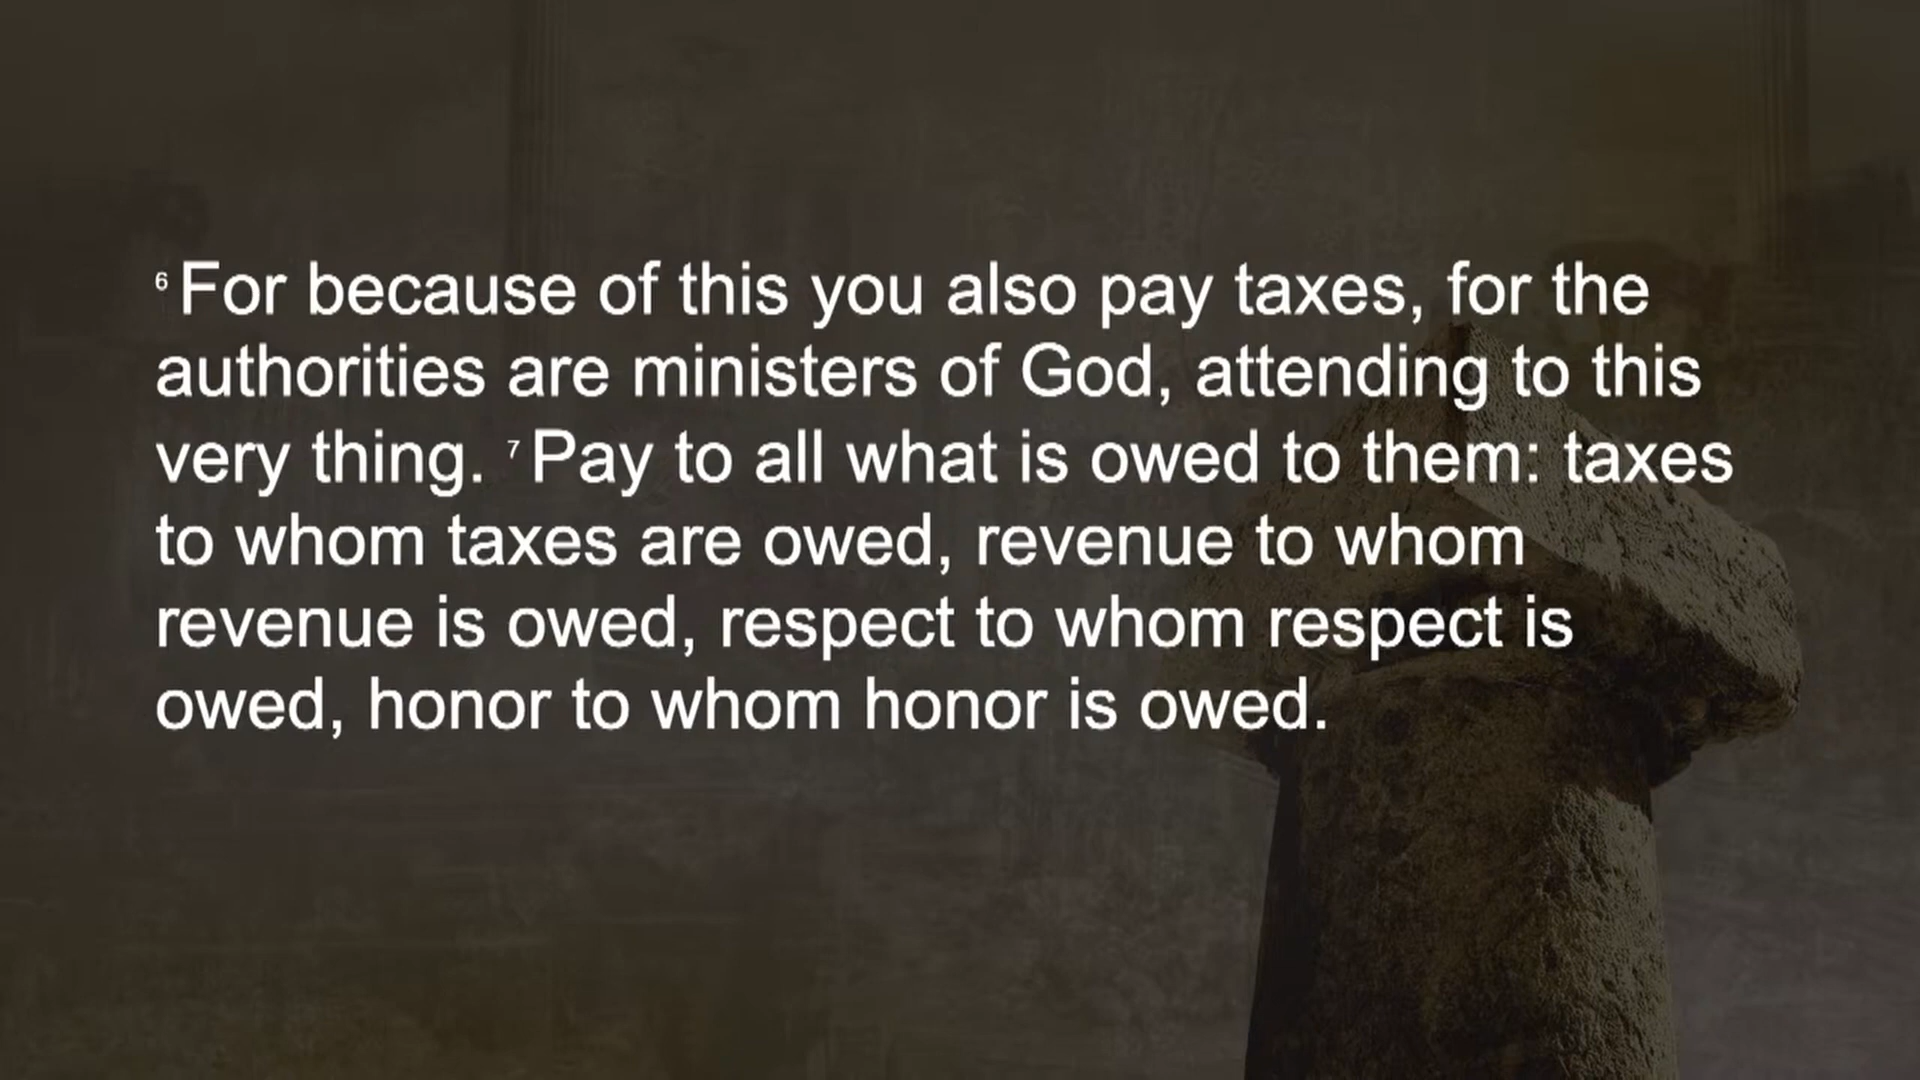 6 For because of this you also pay taxes, for the
authorities are ministers of God, attending to this
very thing. 7 Pay to all what is owed to them: taxes
to whom taxes are owed, revenue to whom
revenue is owed, respect to whom respect is
owed, honor to whom honor is owed.